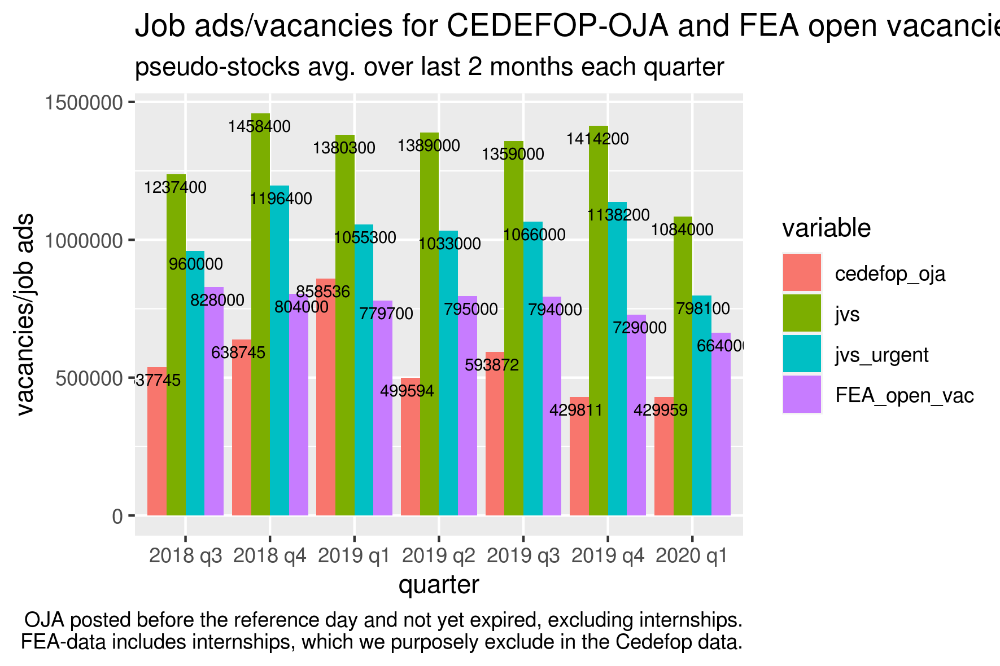 Job ads/vacancies for CEDEFOP-OJA and FEA open vacancie
pseudo-stocks avg. over last 2 months each quarter
vacancies/job ads
1500000
1000000
500000
0
37745
1237400
960000
828000
638745
1458400
1196400
804000
858536
1380300
1055300
779700
499594
1389000
1033000
795000
593872
1359000
1066000
794000
429811
1414200
1138200
729000
429959
1084000
798100
66400
2018 q3
2018 q4
2019 q1
2019 q2
2019 q3
2019 q4
2020 q1
quarter
variable
cedefop_oja
jvs
jvs_urgent
FEA_open_vac
OJA posted before the reference day and not yet expired, excluding internships.
FEA-data includes internships, which we purposely exclude in the Cedefop data.